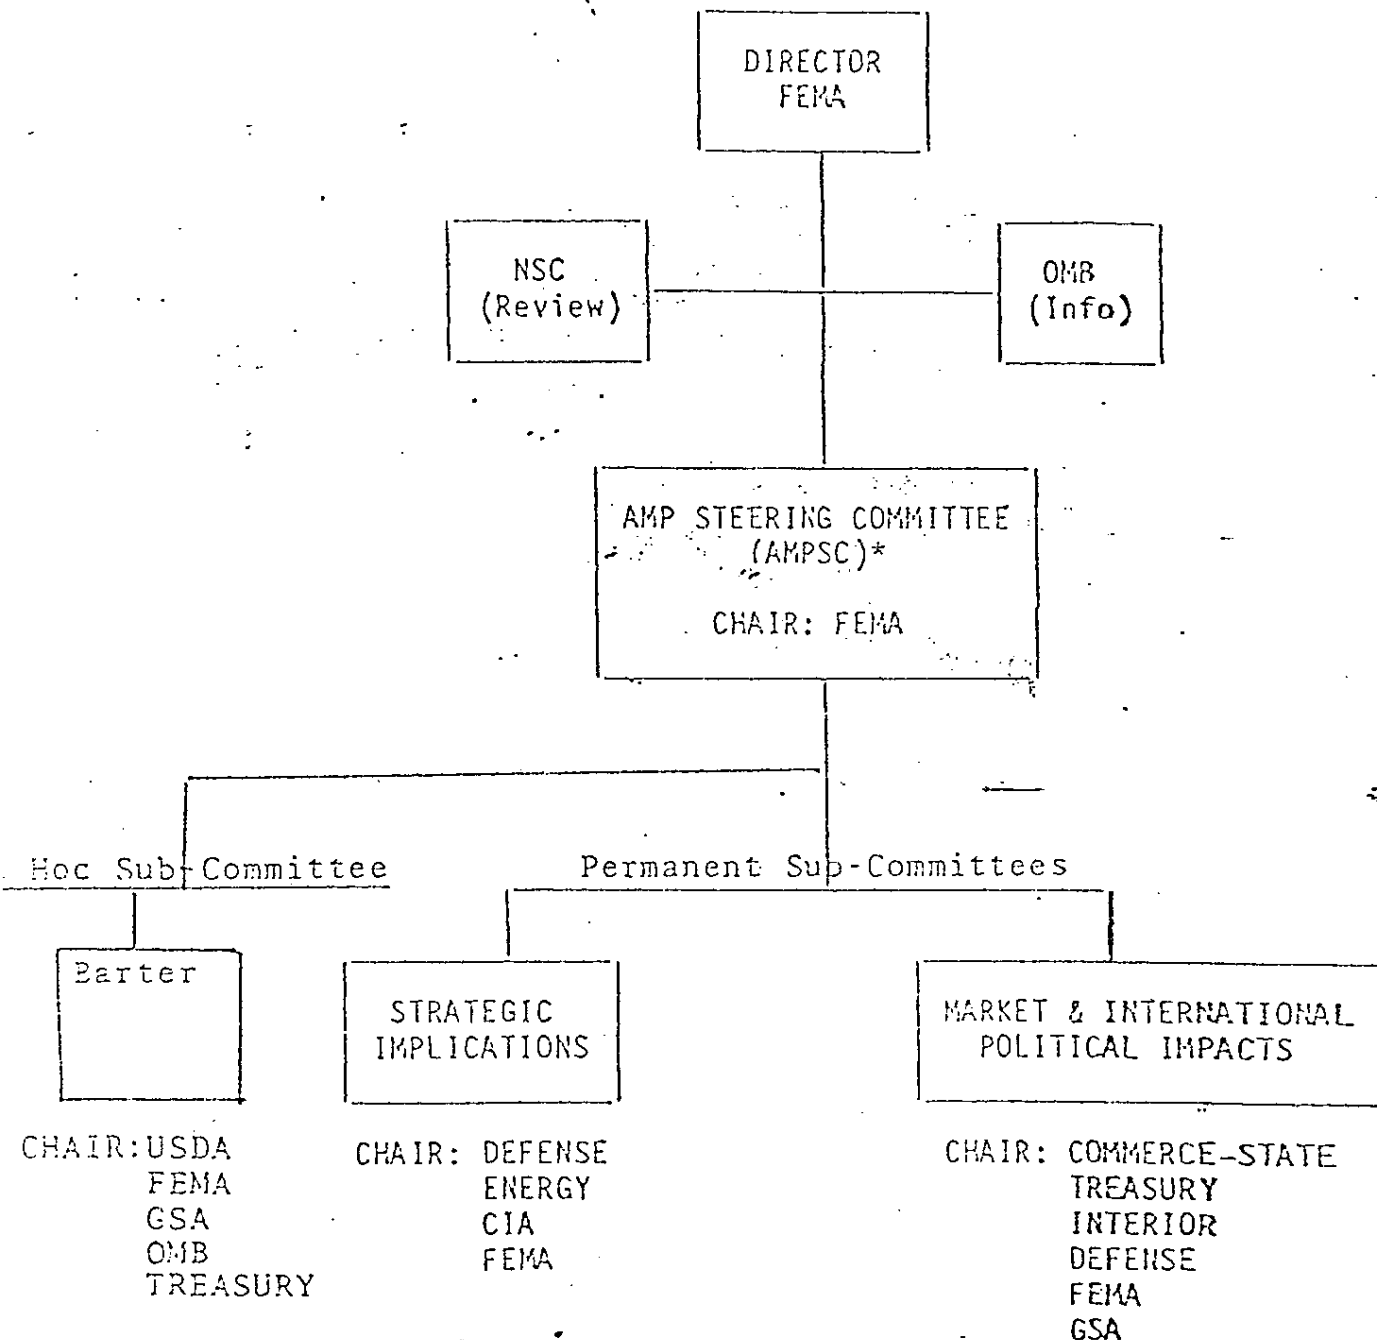 DIRECTOR
FEMA
NSC
(Review)
OMB
(Info)
AMP STEERING COMMITTEE
(AMPSC)*
CHAIR: FEMA
Hoc Sub-Committee
Permanent Sub-Committees
Barter
STRATEGIC
IMPLICATIONS
MARKET & INTERNATIONAL
POLITICAL IMPACTS
CHAIR: USDA
FEMA
GSA
OMB
TREASURY
CHAIR: DEFENSE
ENERGY
CIA
FEMA
CHAIR: COMMERCE-STATE
TREASURY
INTERIOR
DEFENSE
FEMA
GSA